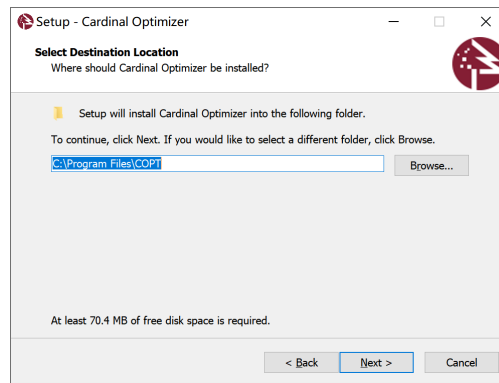 Setup - Cardinal Optimizer
Select Destination Location
Where should Cardinal Optimizer be installed?
Setup will install Cardinal Optimizer into the following folder.
To continue, click Next. If you would like to select a different folder, click Browse.
C:\Program Files\COPT
Browse...
At least 70.4 MB of free disk space is required.
< Back Next > Cancel